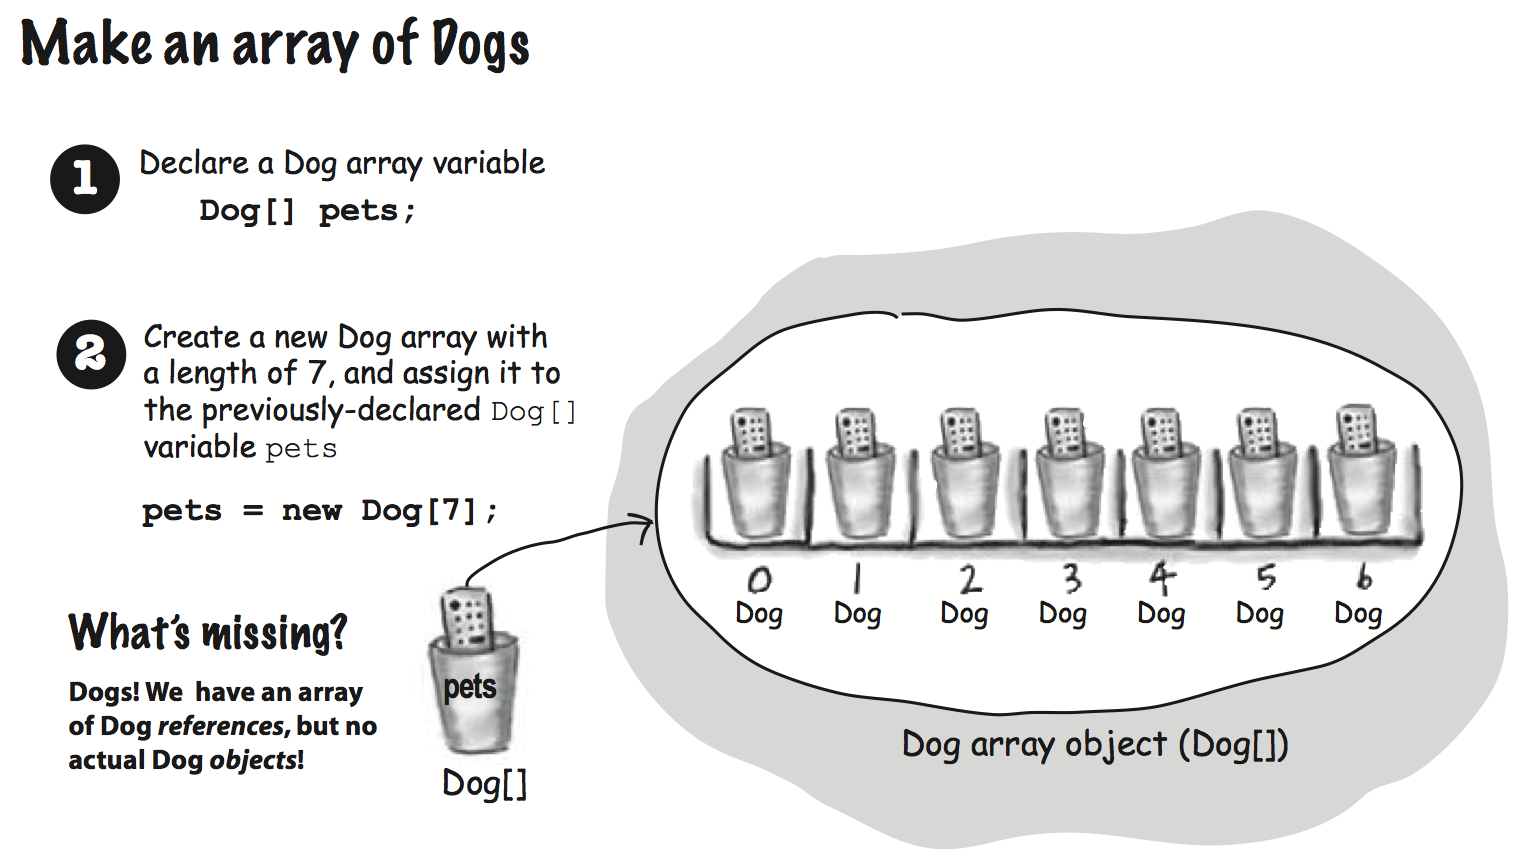 Make an array of Dogs
1
Declare a Dog array variable
Dog[] pets;
2
Create a new Dog array with
a length of 7, and assign it to
the previously-declared Dog[]
variable pets
pets = new Dog[7];
What's missing?
Dogs! We have an array
of Dog references, but no
actual Dog objects!
pets
Dog[]
0 1 2 3 4 5 6
Dog Dog Dog Dog Dog Dog Dog
Dog array object (Dog[])